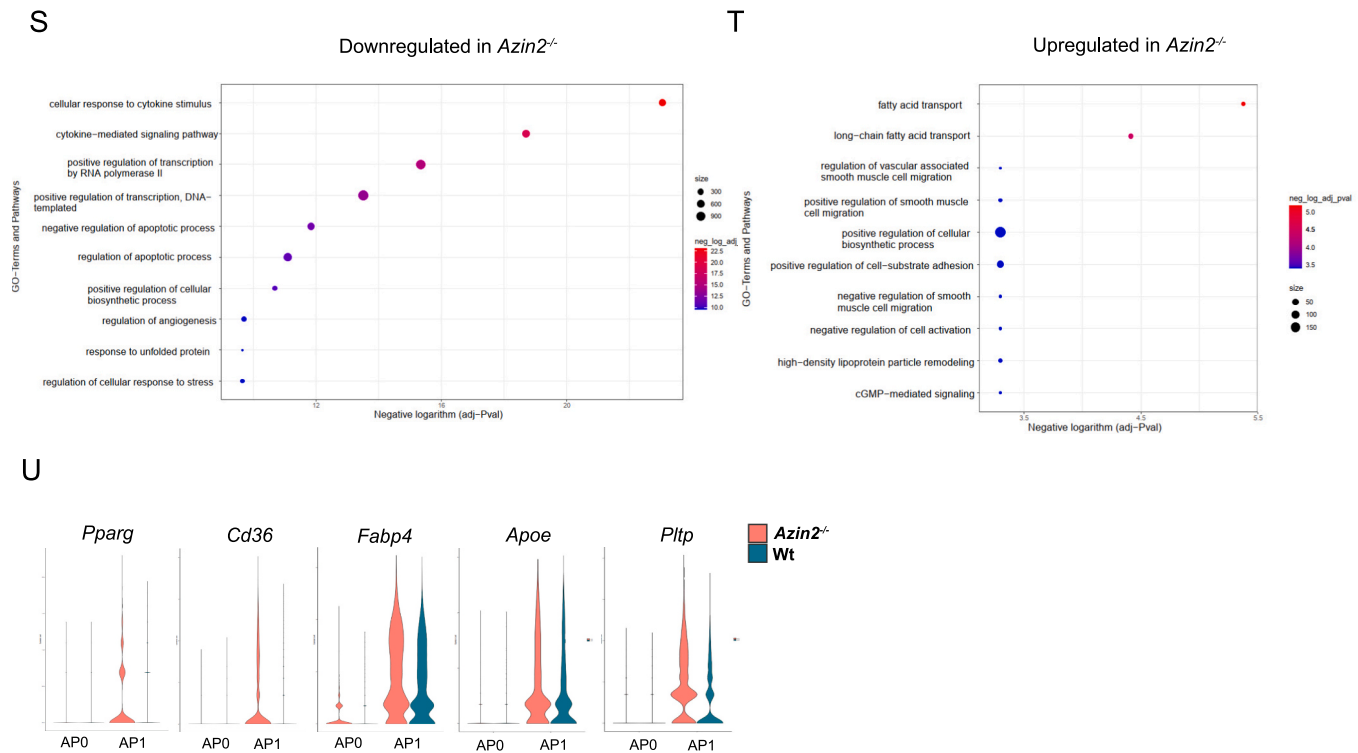 S
Downregulated in Azin2-/-
GO-Terms and Pathways
cellular response to cytokine stimulus
cytokine-mediated signaling pathway
positive regulation of transcription
by RNA polymerase II
positive regulation of transcription, DNA-
templated
negative regulation of apoptotic process
regulation of apoptotic process
positive regulation of cellular
biosynthetic process
regulation of angiogenesis
response to unfolded protein
regulation of cellular response to stress
12 16 20
Negative logarithm (adj-Pval)
size
300
600
900
neg_log_adj
22.5
20.0
17.5
15.0
12.5
10.0
T
Upregulated in Azin2-/-
GO-Terms and Pathways
fatty acid transport
long-chain fatty acid transport
regulation of vascular associated
smooth muscle cell migration
positive regulation of smooth muscle
cell migration
positive regulation of cellular
biosynthetic process
positive regulation of cell-substrate adhesion
negative regulation of smooth
muscle cell migration
negative regulation of cell activation
high-density lipoprotein particle remodeling
cGMP-mediated signaling
3.5 4.5 5.5
Negative logarithm (adj-Pval)
neg_log_adj_pval
5.0
4.5
4.0
3.5
size
50
100
150
U
Pparg Cd36 Fabp4 Apoe Pltp
Azin2-/-
Wt
AP0 AP1 AP0 AP1 AP0 AP1 AP0 AP1 AP0 AP1